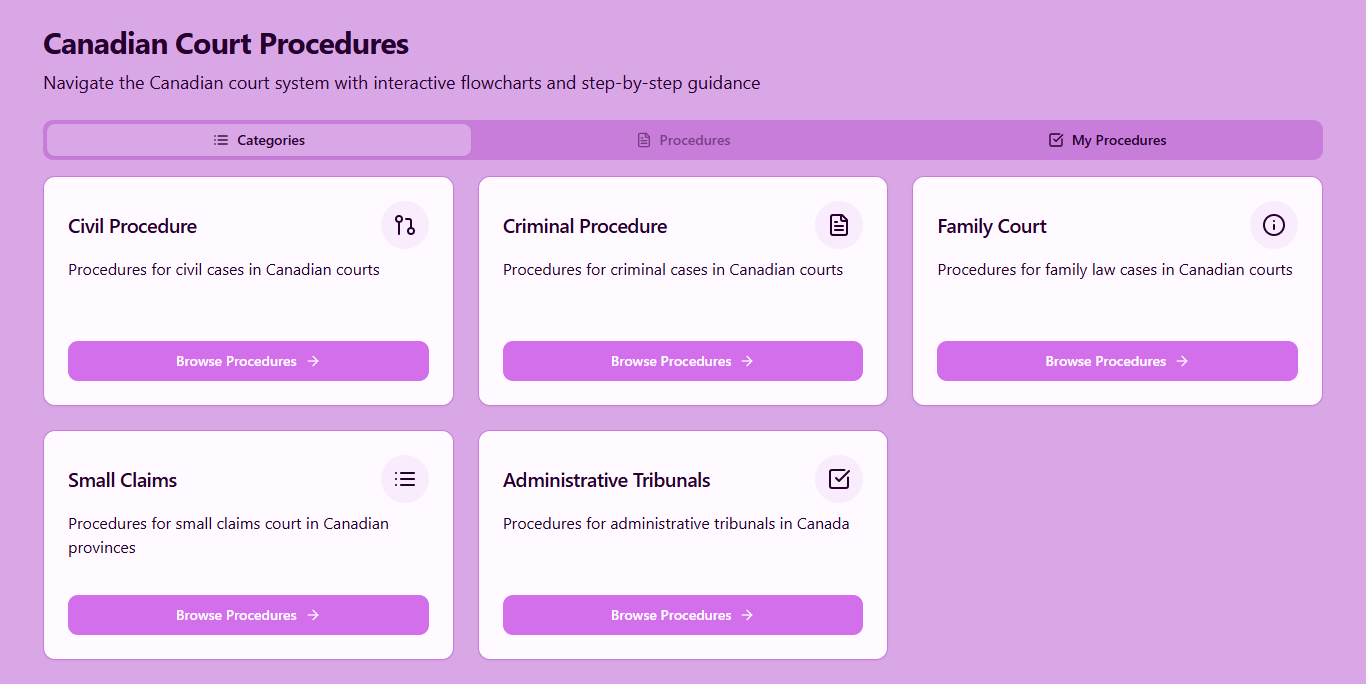 Canadian Court Procedures
Navigate the Canadian court system with interactive flowcharts and step-by-step guidance
Categories
Procedures
My Procedures
Civil Procedure
Procedures for civil cases in Canadian courts
Browse Procedures
Criminal Procedure
Procedures for criminal cases in Canadian courts
Browse Procedures
Family Court
Procedures for family law cases in Canadian courts
Browse Procedures
Small Claims
Procedures for small claims court in Canadian
provinces
Browse Procedures
Administrative Tribunals
Procedures for administrative tribunals in Canada
Browse Procedures